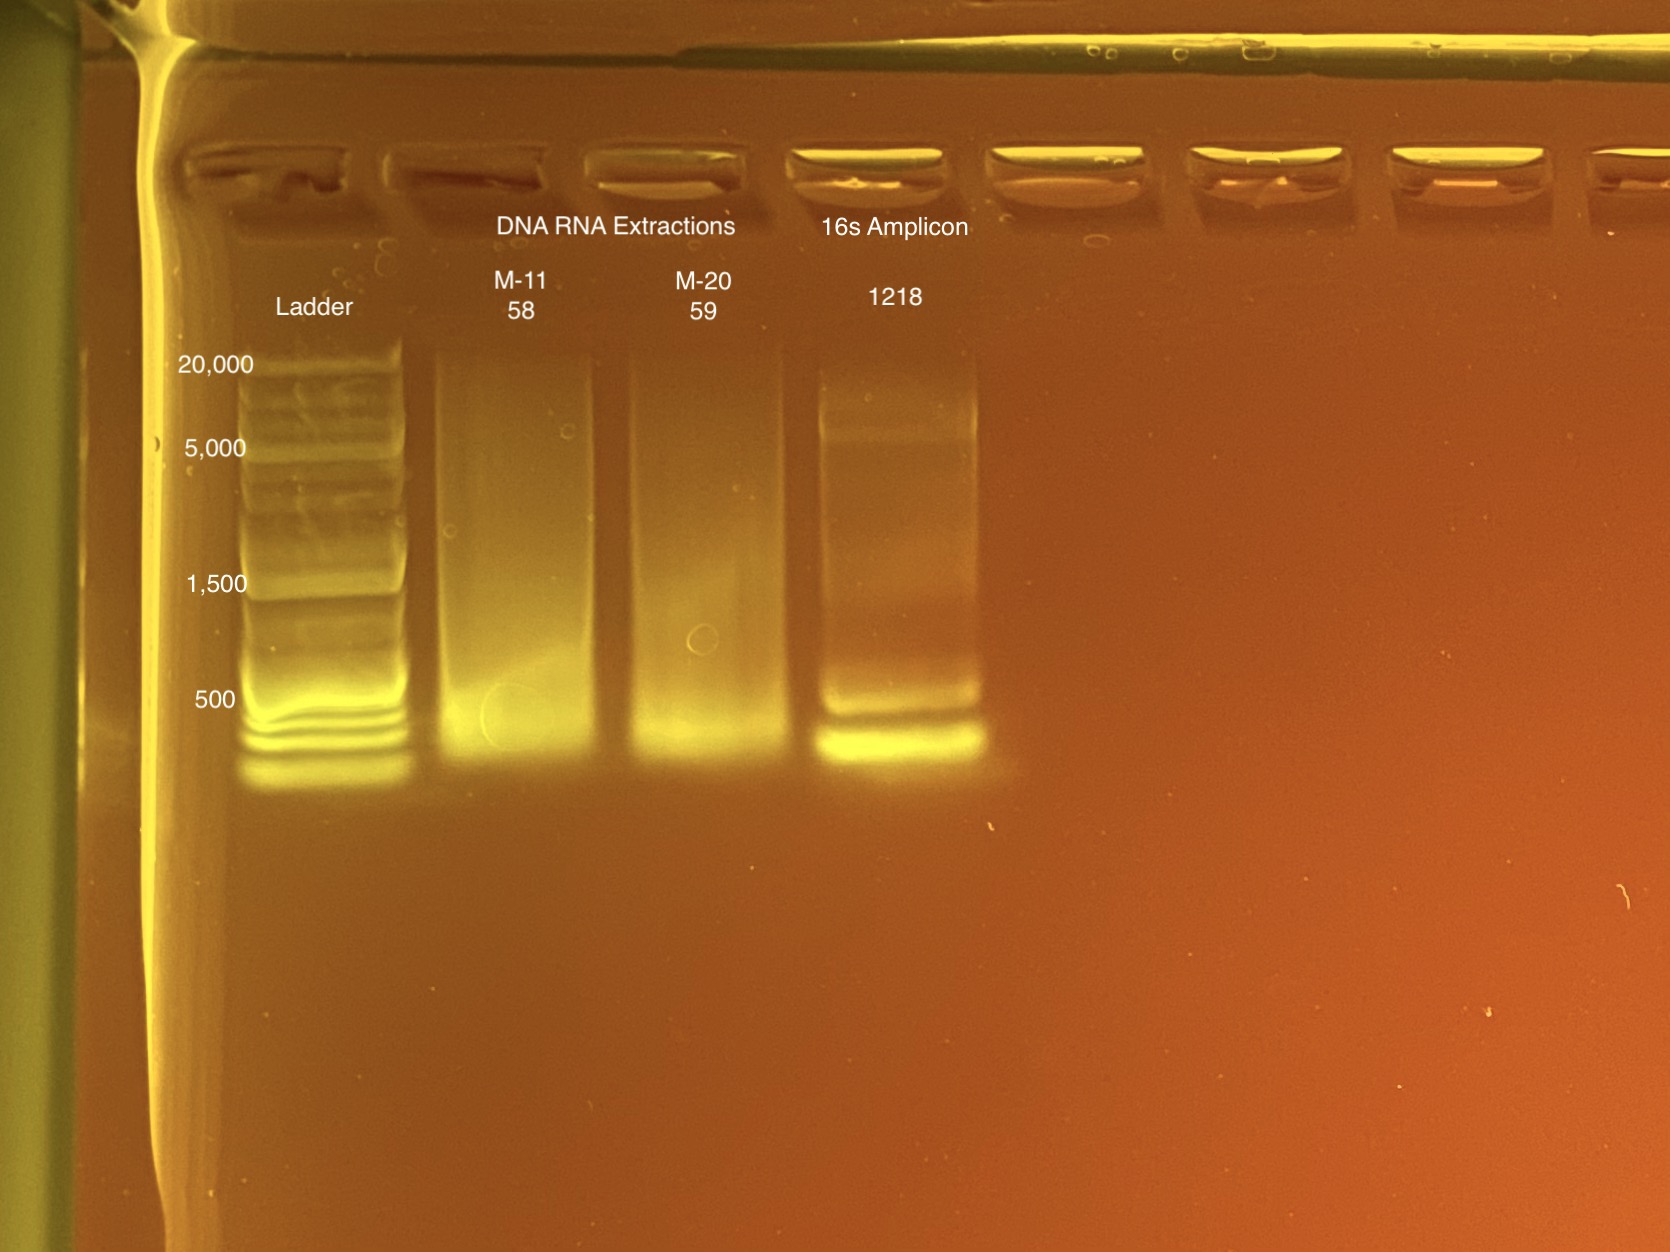 DNA RNA Extractions
16s Amplicon
M-11
58
M-20
59
1218
Ladder
20,000
5,000
1,500
500